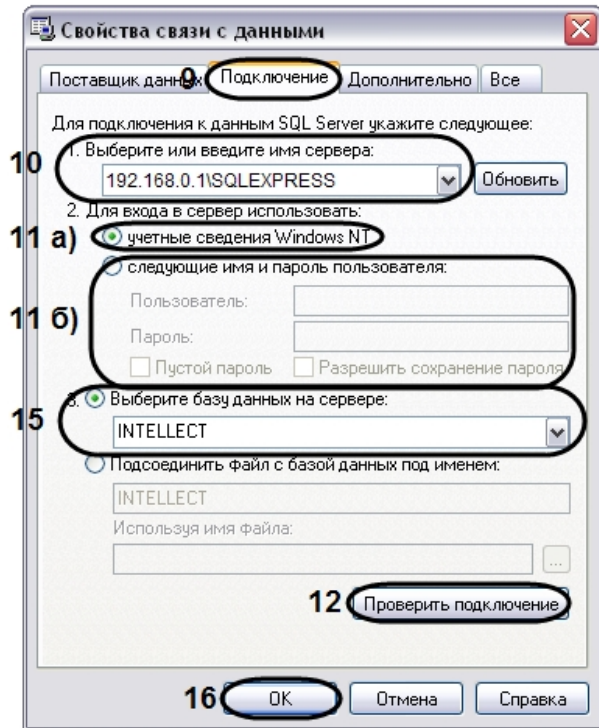 Свойства связи с данными
Поставщик данных 9 Подключение Дополнительно Все
Для подключения к данным SQL Server укажите следующее:
10 1. Выберите или введите имя сервера:
192.168.0.1\SQLEXPRESS Обновить
2. Для входа в сервер использовать:
11 а) учетные сведения Windows NT
следующие имя и пароль пользователя:
Пользователь:
11 б)
Пароль:
Пустой пароль Разрешить сохранение пароля
3. Выберите базу данных на сервере:
15
INTELLECT
Подсоединить файл с базой данных под именем:
INTELLECT
Используя имя файла:
...
12 Проверить подключение
16 OK Отмена Справка